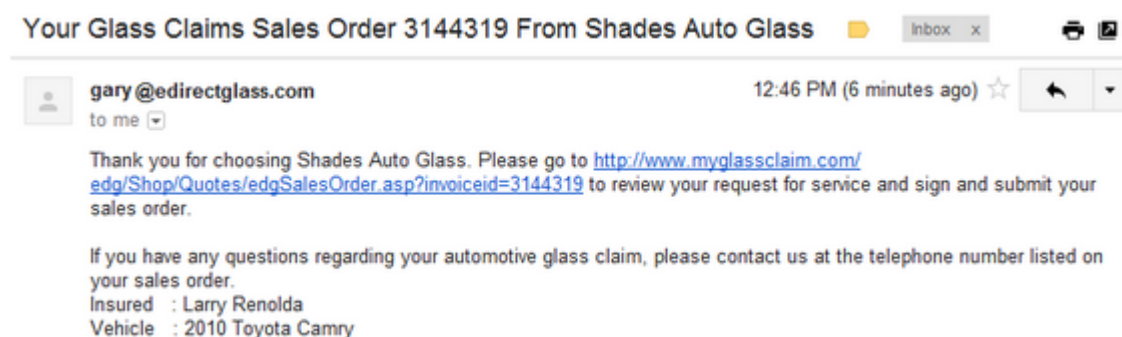 Your Glass Claims Sales Order 3144319 From Shades Auto Glass Inbox x
gary@edirectglass.com 12:46 PM (6 minutes ago)
to me
Thank you for choosing Shades Auto Glass. Please go to http://www.myglassclaim.com/
edg/Shop/Quotes/edgSalesOrder.asp?invoiceid=3144319 to review your request for service and sign and submit your
sales order.
If you have any questions regarding your automotive glass claim, please contact us at the telephone number listed on
your sales order.
Insured : Larry Renolda
Vehicle : 2010 Toyota Camry